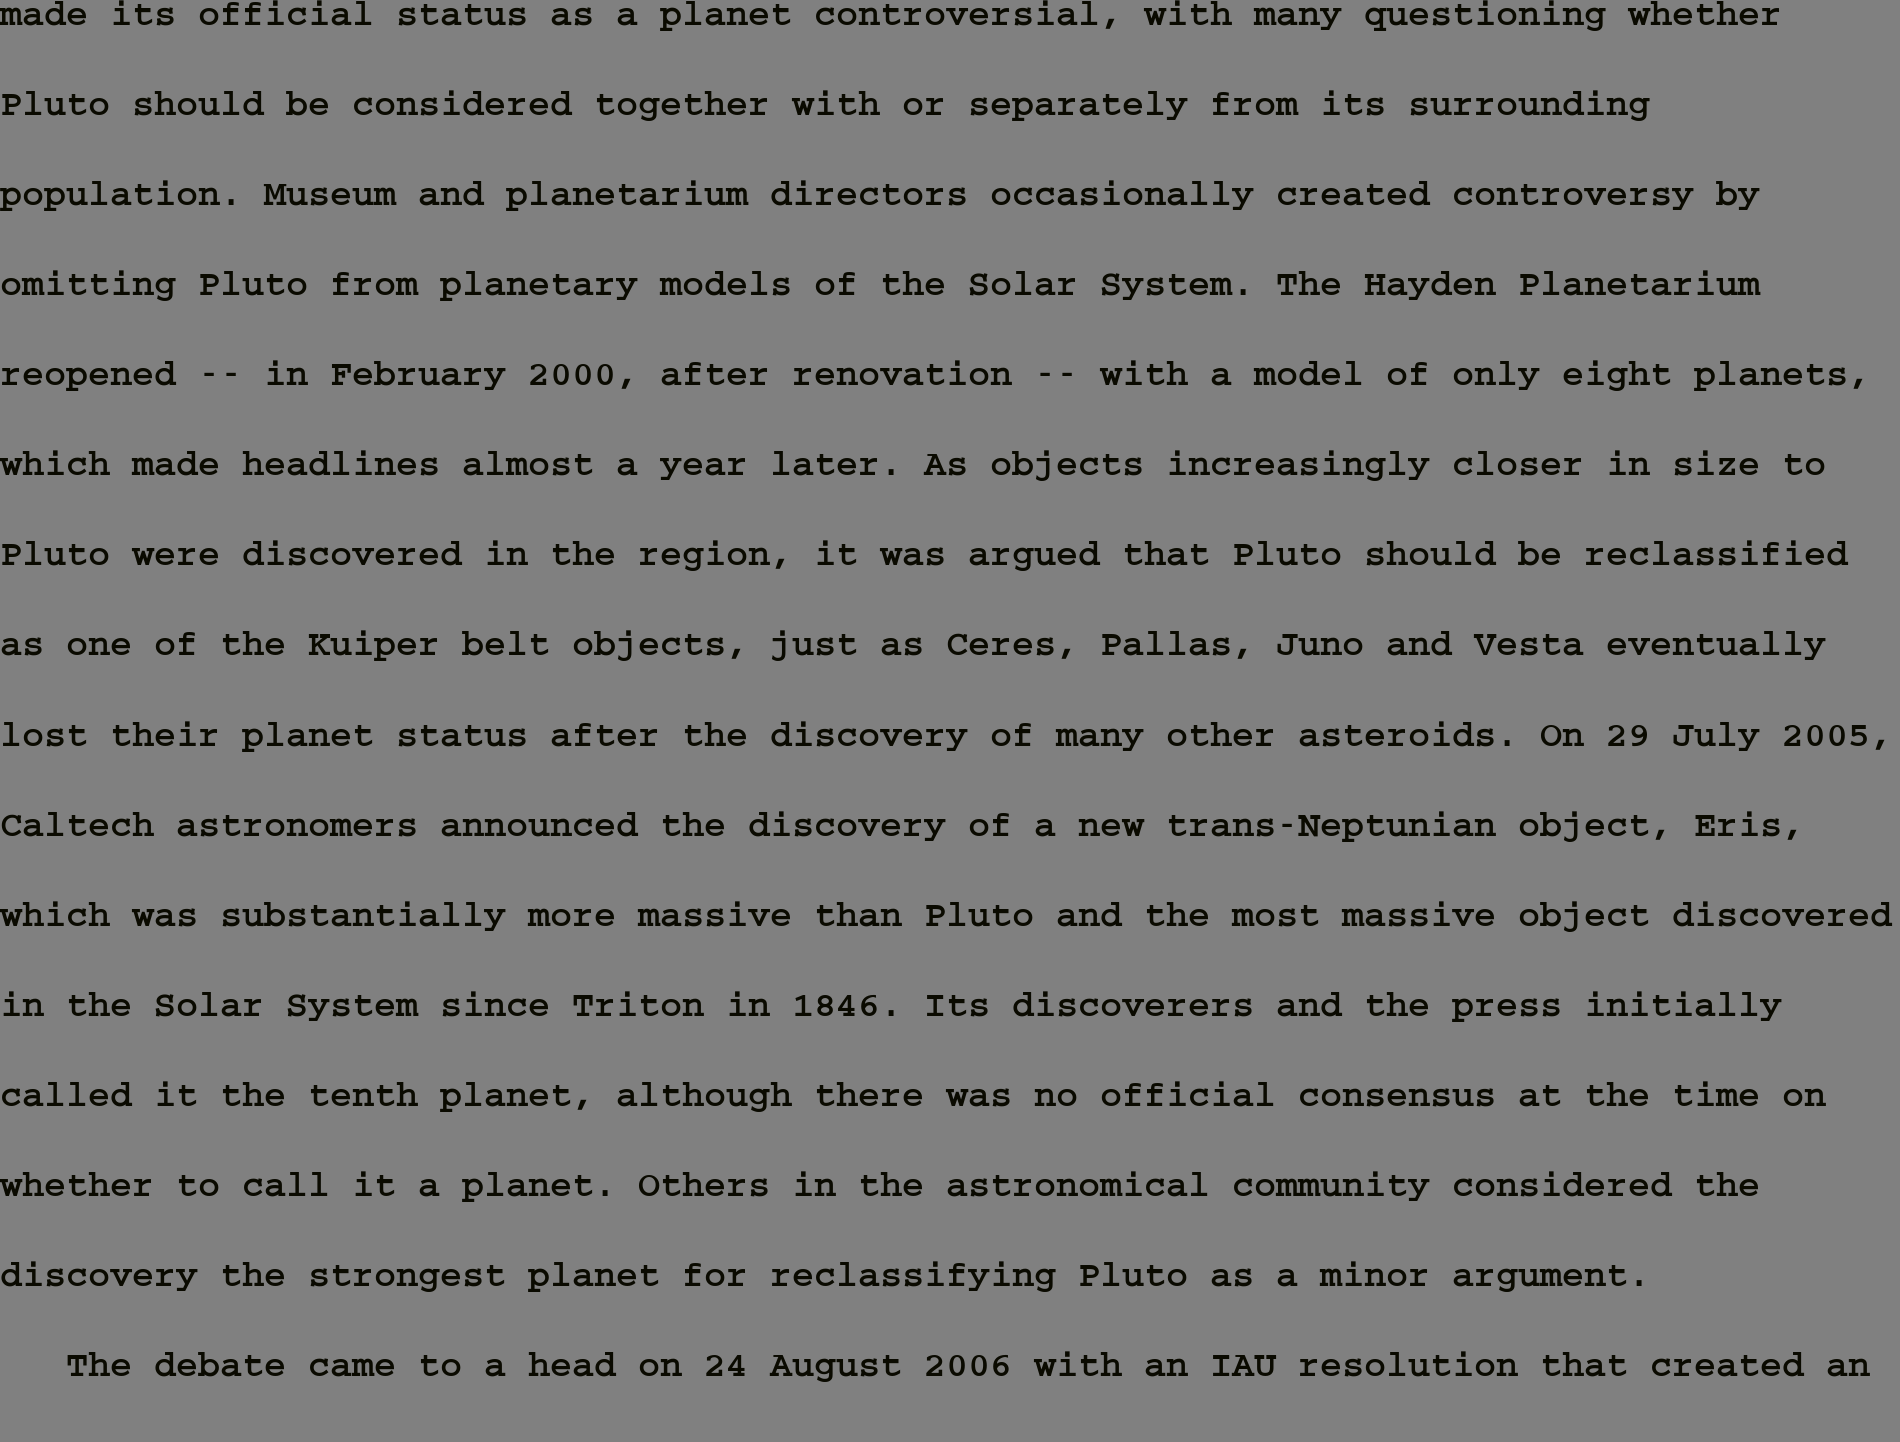 made its official status as a planet controversial, with many questioning whether
Pluto should be considered together with or separately from its surrounding
population. Museum and planetarium directors occasionally created controversy by
omitting Pluto from planetary models of the Solar System. The Hayden Planetarium
reopened -- in February 2000, after renovation -- with a model of only eight planets,
which made headlines almost a year later. As objects increasingly closer in size to
Pluto were discovered in the region, it was argued that Pluto should be reclassified
as one of the Kuiper belt objects, just as Ceres, Pallas, Juno and Vesta eventually
lost their planet status after the discovery of many other asteroids. On 29 July 2005,
Caltech astronomers announced the discovery of a new trans-Neptunian object, Eris,
which was substantially more massive than Pluto and the most massive object discovered
in the Solar System since Triton in 1846. Its discoverers and the press initially
called it the tenth planet, although there was no official consensus at the time on
whether to call it a planet. Others in the astronomical community considered the
discovery the strongest planet for reclassifying Pluto as a minor argument.
The debate came to a head on 24 August 2006 with an IAU resolution that created an